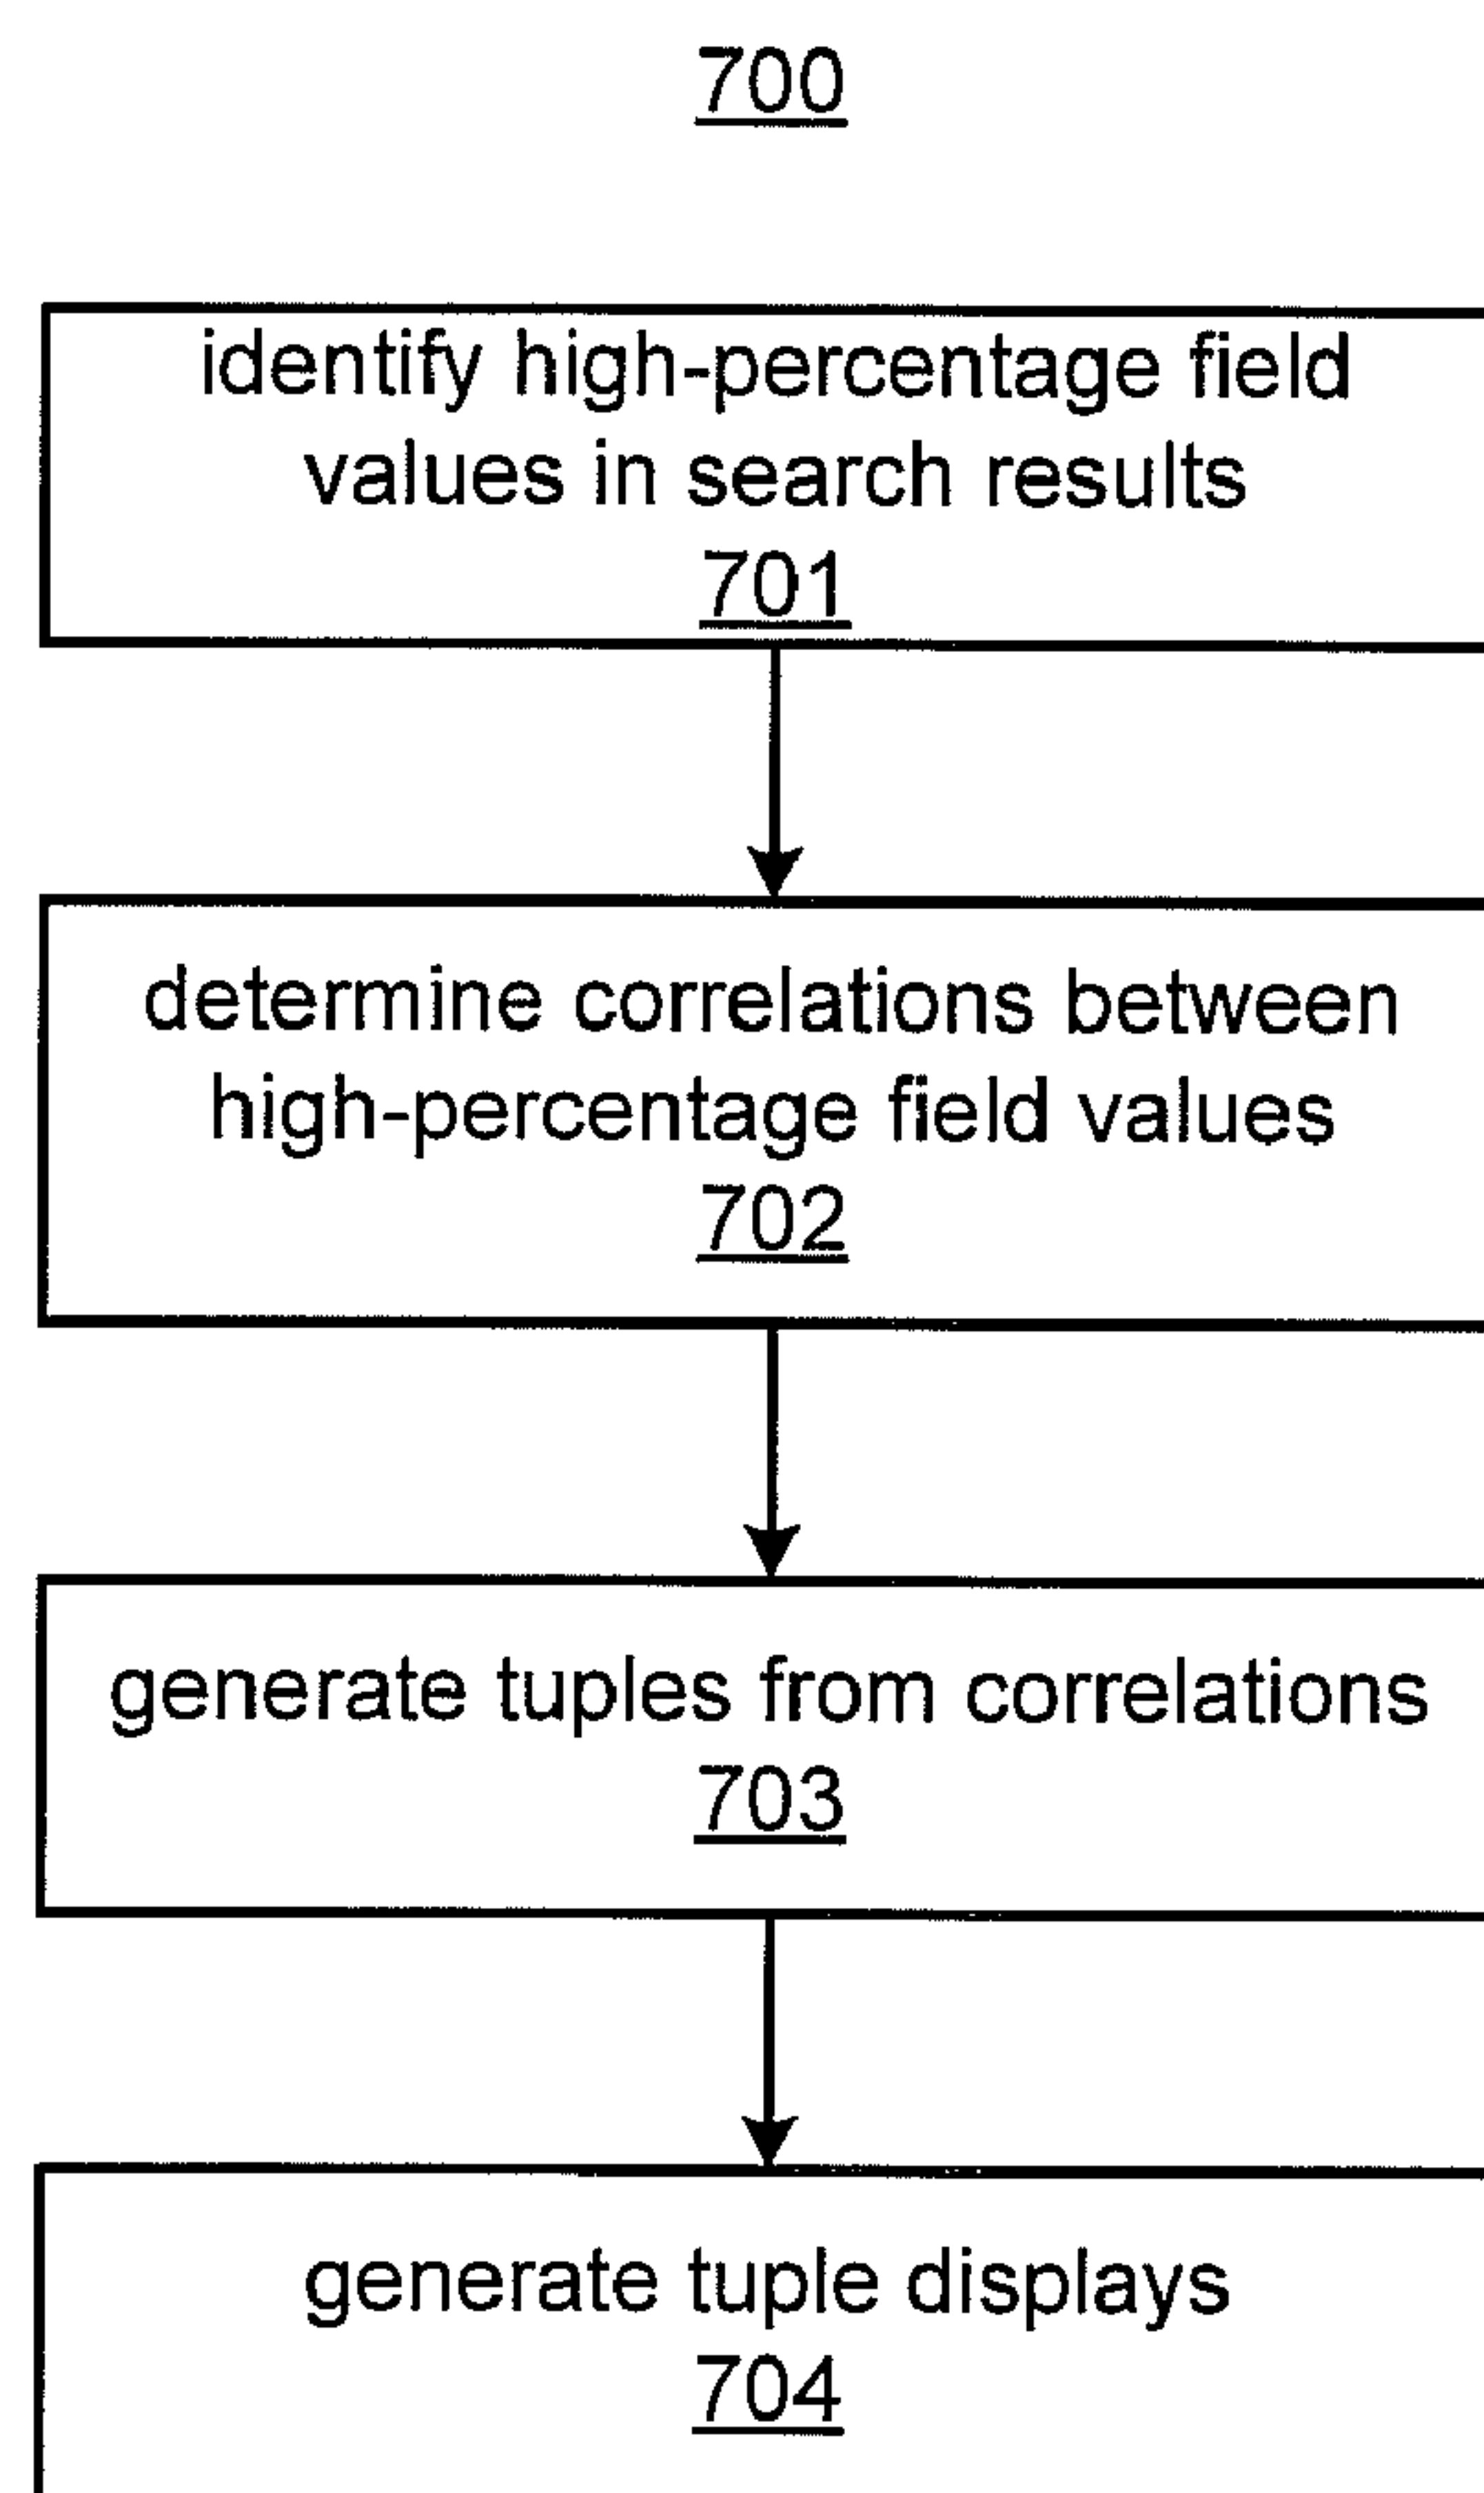 700
identify high-percentage field
values in search results
701
determine correlations between
high-percentage field values
702
generate tuples from correlations
703
generate tuple displays
704